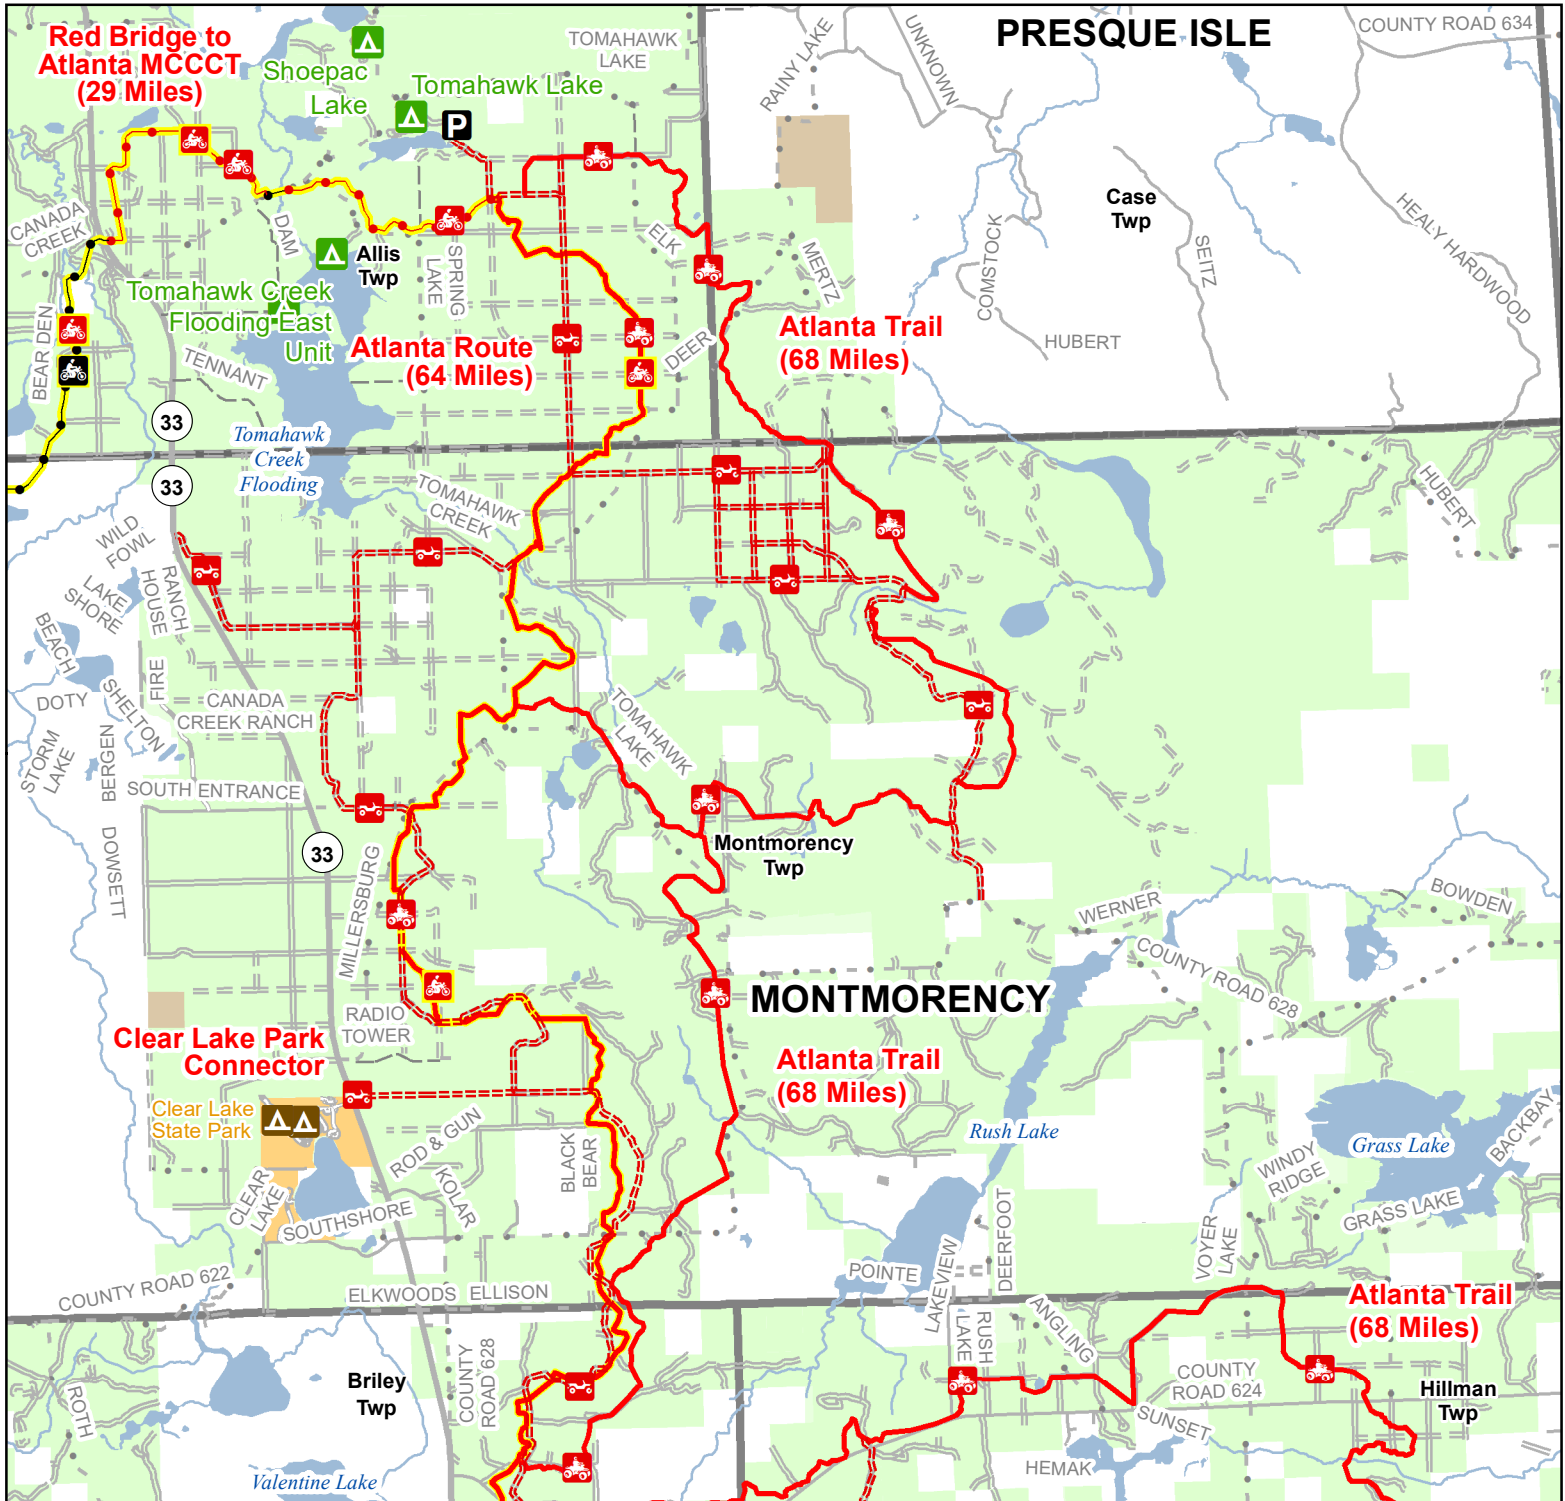 Red Bridge to
Atlanta MCCCT
(29 Miles)
Shoepac
Lake
Tomahawk Lake
P
TOMAHAWK
LAKE
RAINY LAKE
UNKNOWN
PRESQUE ISLE
COUNTY ROAD 634
CANADA
CREEK
DAM
Allis
Twp
SPRING
LAKE
ELK
MERTZ
COMSTOCK
Case
Twp
SEITZ
HEALY HARDWOOD
HUBERT
Tomahawk Creek
Flooding East
Unit
BEAR DEN
TENNANT
Atlanta Route
(64 Miles)
DEER
Atlanta Trail
(68 Miles)
33
Tomahawk
Creek
Flooding
33
TOMAHAWK
CREEK
HUBERT
WILD
FOWL
LAKE
SHORE
RANCH
HOUSE
BEACH
DOTY
SHELTON
FIRE
CANADA
CREEK RANCH
STORM
LAKE
BERGEN
SOUTH ENTRANCE
TOMAHAWK
LAKE
DOWSETT
33
MILLERSBURG
Montmorency
Twp
WERNER
BOWDEN
COUNTY ROAD 628
MONTMORENCY
RADIO
TOWER
Clear Lake Park
Connector
Atlanta Trail
(68 Miles)
Clear Lake
State Park
ROD & GUN
KOLAR
BLACK
BEAR
CLEAR
LAKE
SOUTHSHORE
Rush Lake
Grass Lake
BACKBAY
WINDY
RIDGE
GRASS LAKE
VOYER
LAKE
DEERFOOT
LAKEVIEW
POINTE
COUNTY ROAD 622
ELKWOODS
ELLISON
RUSH
LAKE
ANGLING
Atlanta Trail
(68 Miles)
COUNTY
ROAD 628
COUNTY
ROAD 624
Briley
Twp
Hillman
Twp
ROTH
SUNSET
HEMAK
Valentine Lake